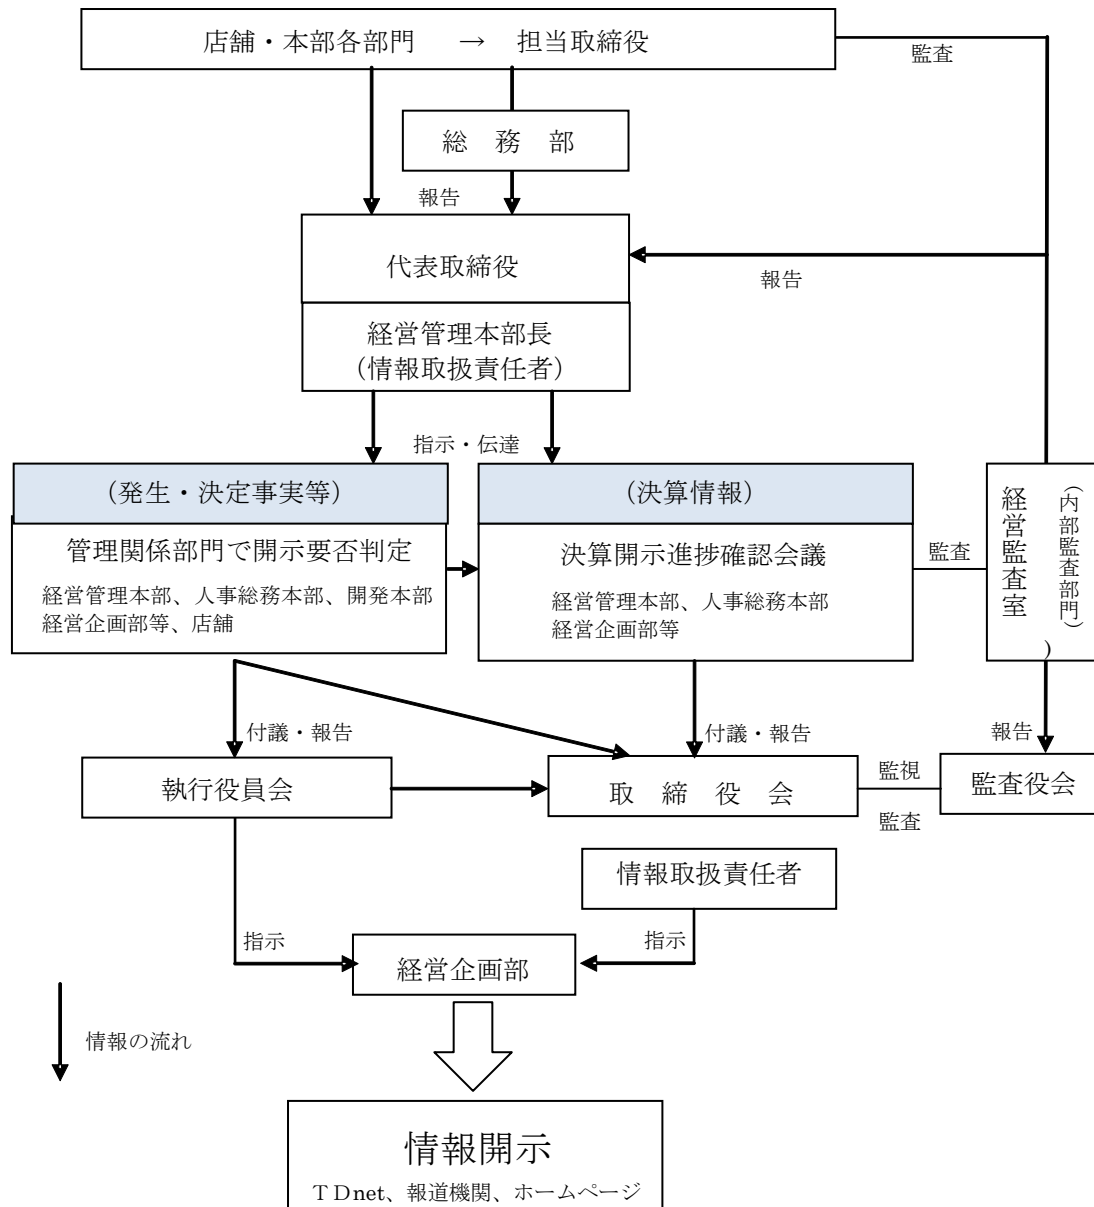 店舗・本部各部門 → 担当取締役
監査
総 務 部
報告
代表取締役
報告
経営管理本部長
(情報取扱責任者)
指示・伝達
(発生・決定事実等)
管理関係部門で開示要否判定
経営管理本部、人事総務本部、開発本部
経営企画部等、店舗
(決算情報)
決算開示進捗確認会議
経営管理本部、人事総務本部
経営企画部等
監査
経営監査室
(内部監査部門)
)
付議・報告
付議・報告
報告
執行役員会
取 締 役 会
監視
監査
監査役会
情報取扱責任者
指示
指示
経営企画部
情報の流れ
情報開示
TDnet、報道機関、ホームページ